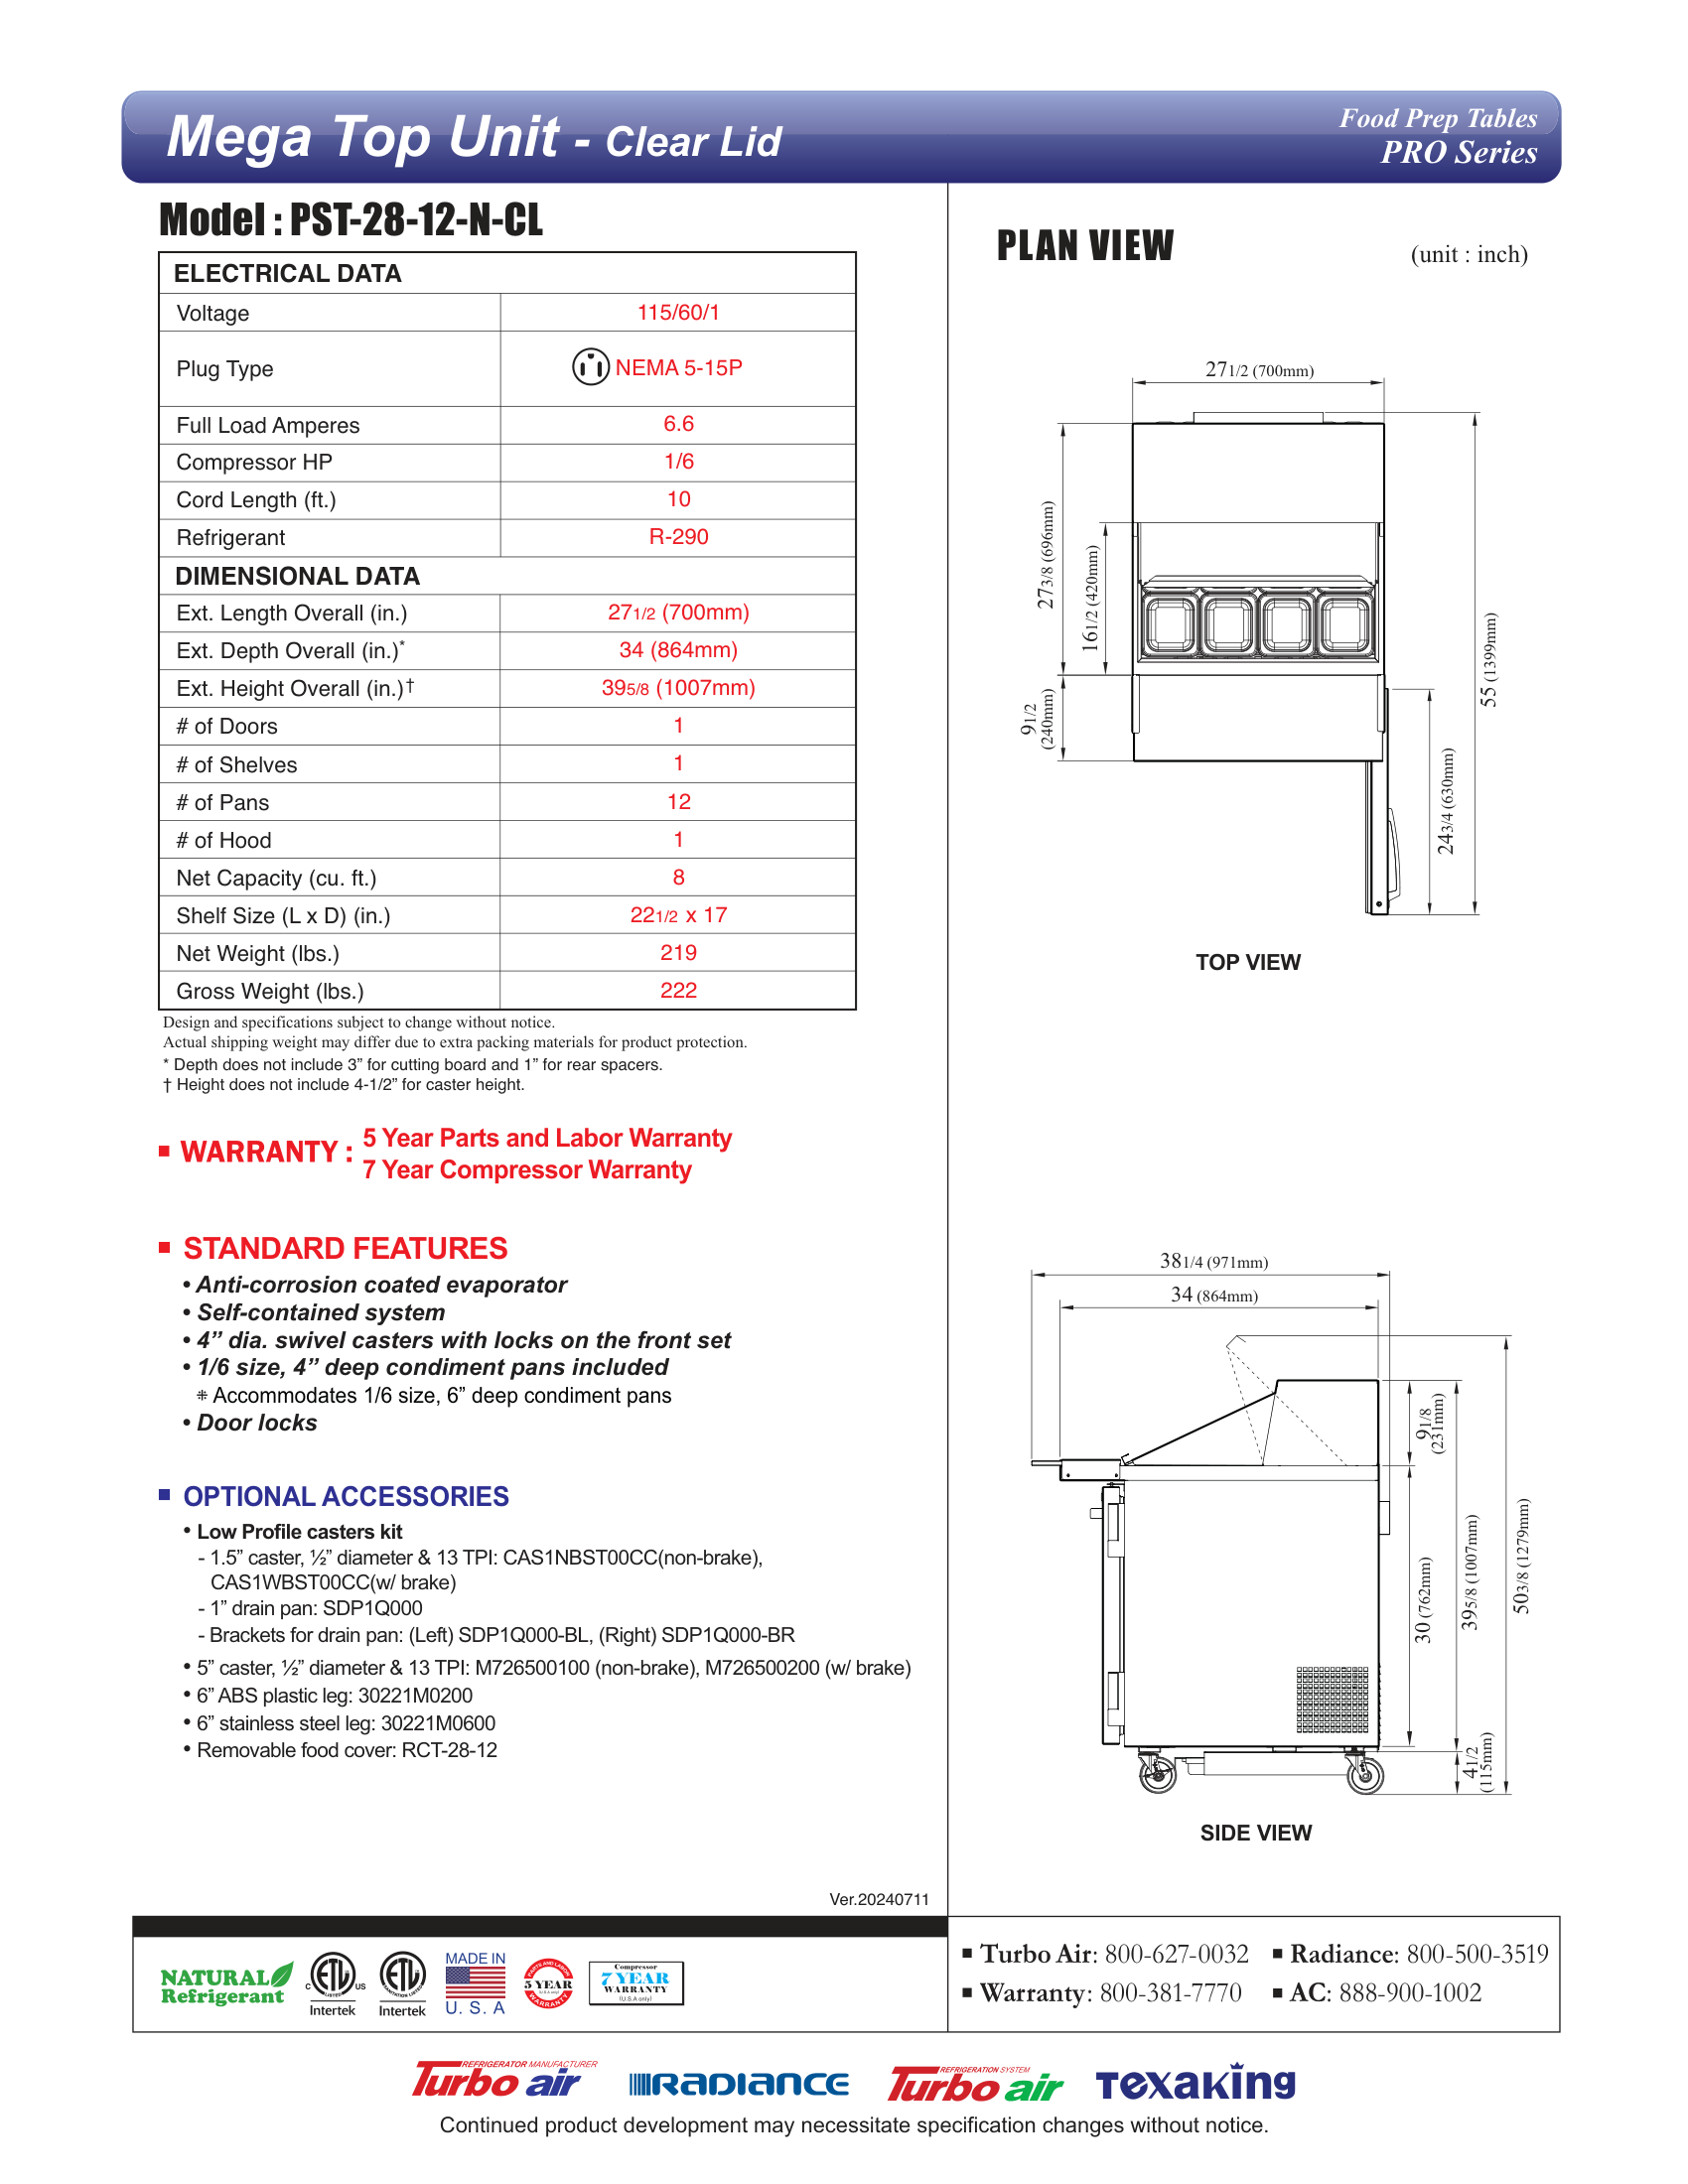 Mega Top Unit - Clear Lid
Food Prep Tables
PRO Series
Model : PST-28-12-N-CL
ELECTRICAL DATA
Voltage 115/60/1
Plug Type NEMA 5-15P
Full Load Amperes 6.6
Compressor HP 1/6
Cord Length (ft.) 10
Refrigerant R-290
DIMENSIONAL DATA
Ext. Length Overall (in.) 27 1/2 (700mm)
Ext. Depth Overall (in.)* 34 (864mm)
Ext. Height Overall (in.)† 39 5/8 (1007mm)
# of Doors 1
# of Shelves 1
# of Pans 12
# of Hood 1
Net Capacity (cu. ft.) 8
Shelf Size (L x D) (in.) 22 1/2 x 17
Net Weight (lbs.) 219
Gross Weight (lbs.) 222
Design and specifications subject to change without notice.
Actual shipping weight may differ due to extra packing materials for product protection.
* Depth does not include 3” for cutting board and 1” for rear spacers.
† Height does not include 4-1/2” for caster height.
▪ WARRANTY : 5 Year Parts and Labor Warranty
7 Year Compressor Warranty
▪ STANDARD FEATURES
• Anti-corrosion coated evaporator
• Self-contained system
• 4” dia. swivel casters with locks on the front set
• 1/6 size, 4” deep condiment pans included
⁜ Accommodates 1/6 size, 6” deep condiment pans
• Door locks
▪ OPTIONAL ACCESSORIES
• Low Profile casters kit
- 1.5” caster, ½” diameter & 13 TPI: CAS1NBST00CC(non-brake),
CAS1WBST00CC(w/ brake)
- 1” drain pan: SDP1Q000
- Brackets for drain pan: (Left) SDP1Q000-BL, (Right) SDP1Q000-BR
• 5” caster, ½” diameter & 13 TPI: M726500100 (non-brake), M726500200 (w/ brake)
• 6” ABS plastic leg: 30221M0200
• 6” stainless steel leg: 30221M0600
• Removable food cover: RCT-28-12
Ver.20240711
PLAN VIEW
(unit : inch)
27 1/2 (700mm)
27 3/8 (696mm)
16 1/2 (420mm)
9 1/2
(240mm)
55 (1399mm)
24 3/4 (630mm)
TOP VIEW
38 1/4 (971mm)
34 (864mm)
9 1/8
(231mm)
30 (762mm)
39 5/8 (1007mm)
50 3/8 (1279mm)
4 1/2
(115mm)
SIDE VIEW
NATURAL
Refrigerant
C ETL US
LISTED
Intertek
ETL
SANITATION LISTED
Intertek
MADE IN
U. S. A
PARTS AND LABOR
5 YEAR
(U.S.A only)
WARRANTY
Compressor
7 YEAR
WARRANTY
(U.S.A only)
▪ Turbo Air: 800-627-0032 ▪ Radiance: 800-500-3519
▪ Warranty: 800-381-7770 ▪ AC: 888-900-1002
REFRIGERATOR MANUFACTURER
Turbo air
RADIANCE
REFRIGERATION SYSTEM
Turbo air
TEXAKING
Continued product development may necessitate specification changes without notice.